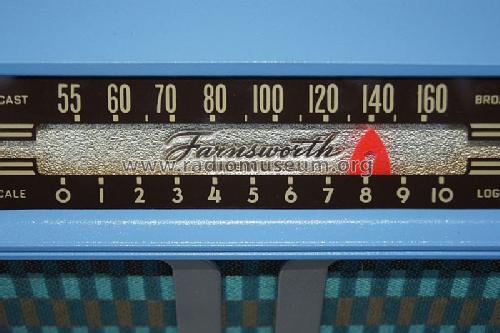 CAST 55 60 70 80 100 120 140 160 BRO
Farnsworth
www.radiomuseum.org
CALE 0 1 2 3 4 5 6 7 8 9 10 LOG